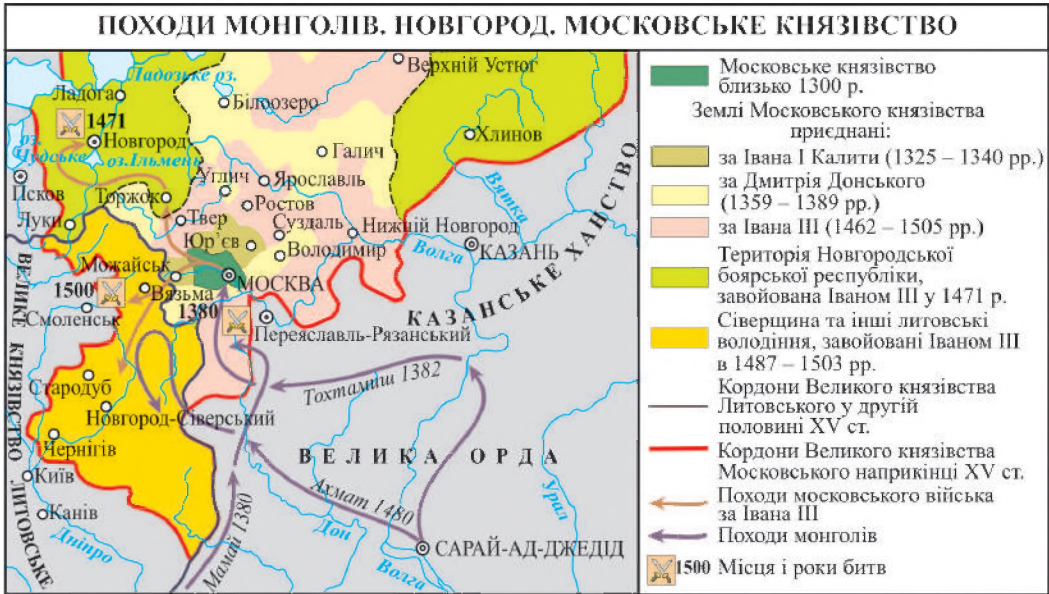 ПОХОДИ МОНГОЛІВ. НОВГОРОД. МОСКОВСЬКЕ КНЯЗІВСТВО
Верхній Устюг
Ладозьке оз.
Ладога
Білоозеро
1471
Новгород
Хлинов
оз.
Чудське
оз.Ільмень
Галич
Псков
Углич
Ярославль
Вятка
Торжок
Ростов
Луки
Твер
Суздаль
Нижній Новгород
Юр’єв
Володимир
Волга
КАЗАНЬ
Можайськ
МОСКВА
1500
Вязьма
1380
Смоленськ
Переяславль-Рязанський
КАЗАНСЬКЕ ХАНСТВО
ВЕЛИКЕ КНЯЗІВСТВО ЛИТОВСЬКЕ
Тохтамиш 1382
Стародуб
Новгород-Сіверський
Чернігів
ВЕЛИКА ОРДА
Київ
Ахмат 1480
Урал
Канів
Мамай 1380
Дон
Дніпро
САРАЙ-АД-ДЖЕДІД
Волга
Московське князівство
близько 1300 р.
Землі Московського князівства
приєднані:
за Івана І Калити (1325 – 1340 рр.)
за Дмитрія Донського
(1359 – 1389 рр.)
за Івана ІІІ (1462 – 1505 рр.)
Територія Новгородської
боярської республіки,
завойована Іваном ІІІ у 1471 р.
Сіверщина та інші литовські
володіння, завойовані Іваном ІІІ
в 1487 – 1503 рр.
Кордони Великого князівства
Литовського у другій
половині XV ст.
Кордони Великого князівства
Московського наприкінці XV ст.
Походи московського війська
за Івана ІІІ
Походи монголів
1500 Місця і роки битв